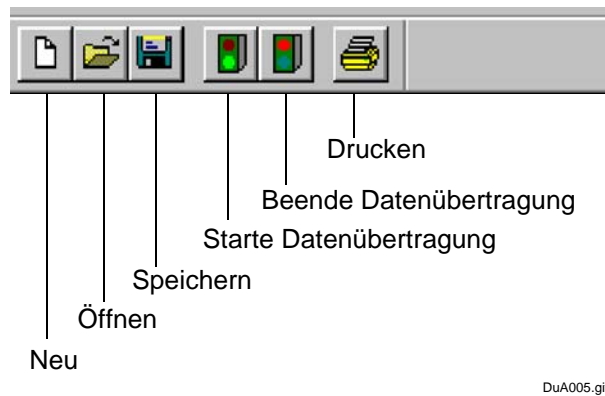 Drucken
Beende Datenübertragung
Starte Datenübertragung
Speichern
Öffnen
Neu
DuA005.gi